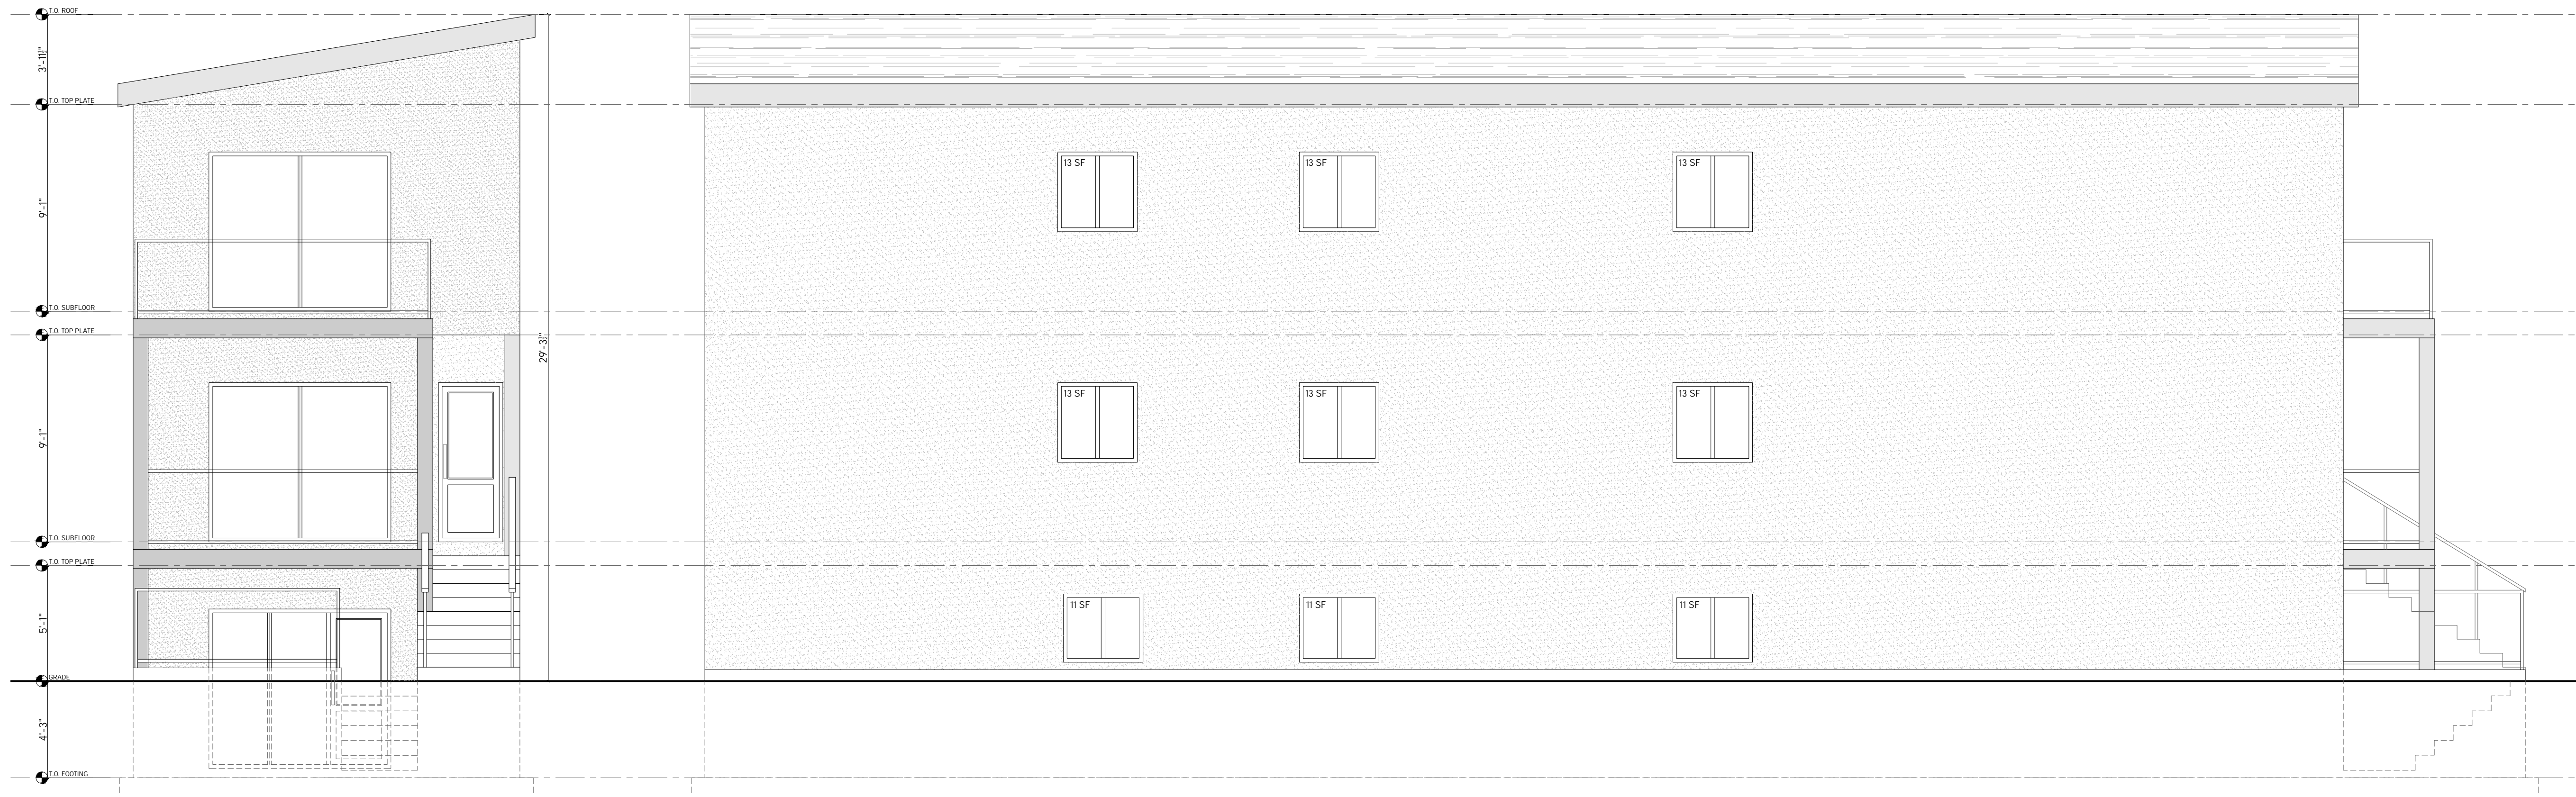 T.O. ROOF
3'-11½"
T.O. TOP PLATE
9'-1"
T.O. SUBFLOOR
T.O. TOP PLATE
9'-1"
T.O. SUBFLOOR
T.O. TOP PLATE
5'-1"
GRADE
4'-3"
T.O. FOOTING
29'-3½"
13 SF 13 SF 13 SF
13 SF 13 SF 13 SF
11 SF 11 SF 11 SF